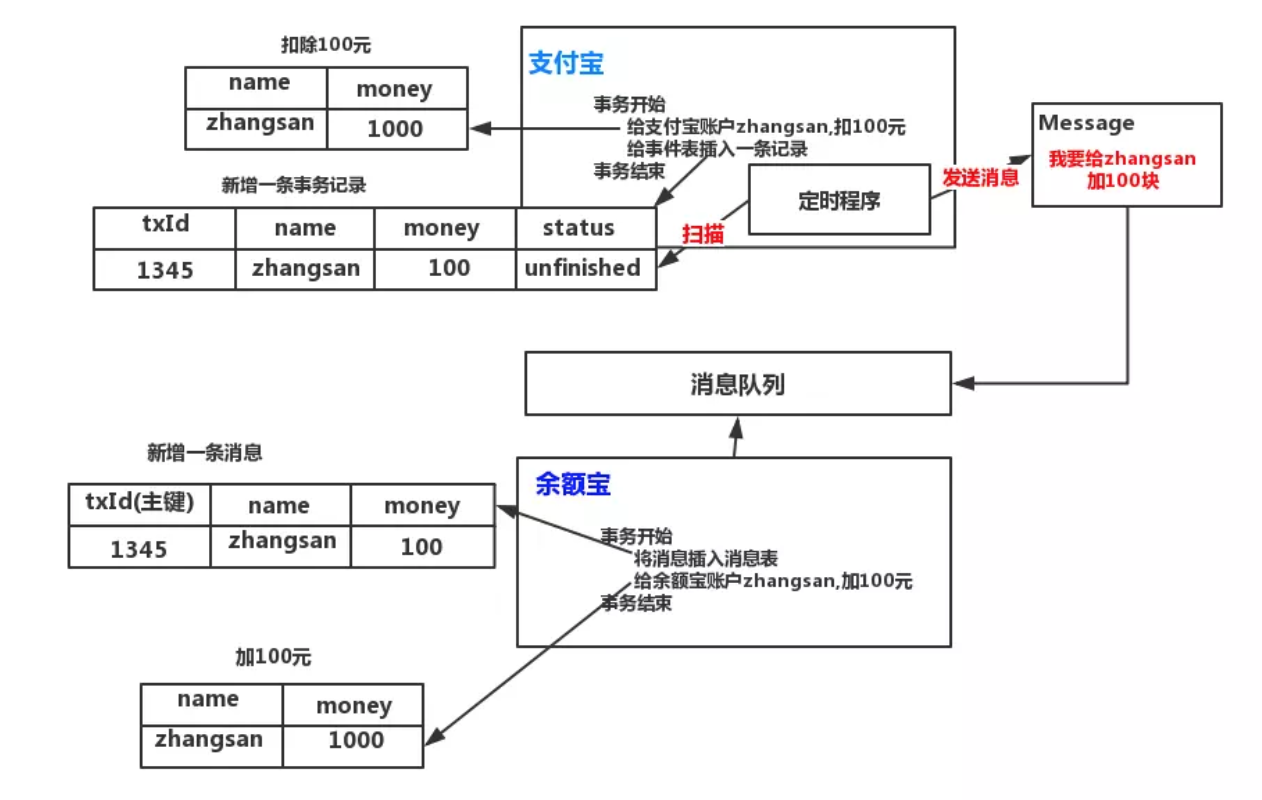 扣除100元
name money
zhangsan 1000
支付宝
事务开始
给支付宝账户zhangsan,扣100元
给事件表插入一条记录
事务结束
定时程序
发送消息
Message
我要给zhangsan
加100块
新增一条事务记录
txId name money status
1345 zhangsan 100 unfinished
扫描
消息队列
新增一条消息
txId(主键) name money
1345 zhangsan 100
余额宝
事务开始
将消息插入消息表
给余额宝账户zhangsan,加100元
事务结束
加100元
name money
zhangsan 1000